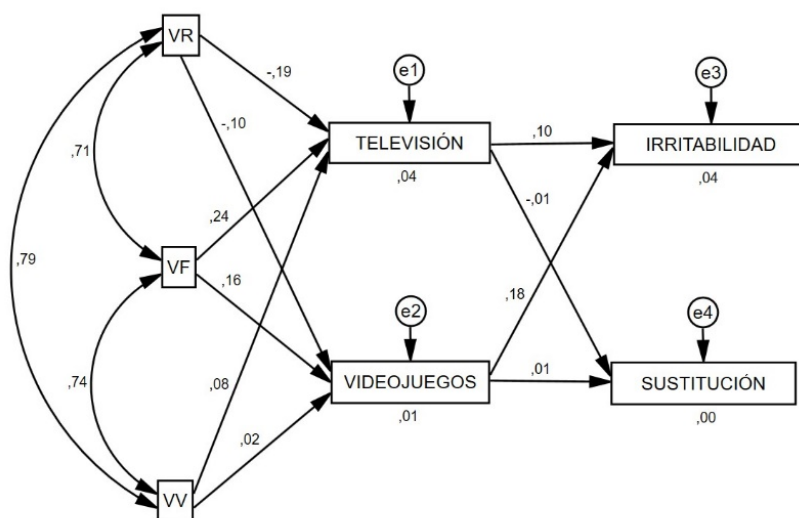 VR
e1
e3
-,19
-,10
TELEVISIÓN
,10
IRRITABILIDAD
,71
,04
,04
,24
-,01
,79
VF
,16
,18
e2
e4
,74
,08
VIDEOJUEGOS
,01
SUSTITUCIÓN
,02
,01
,00
VV